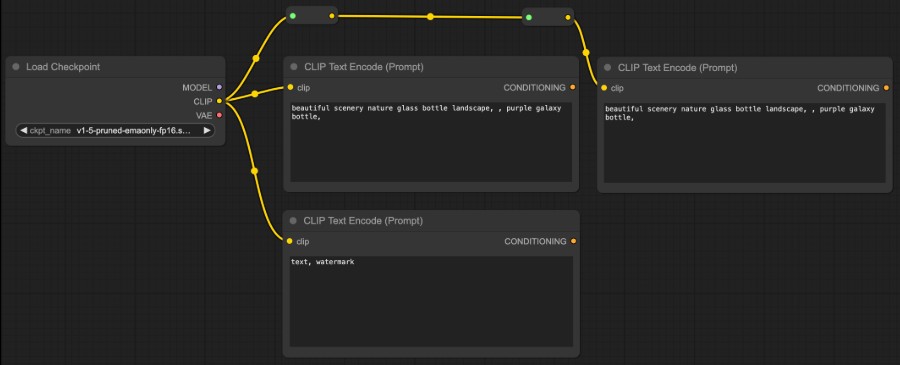 Load Checkpoint
MODEL
CLIP
VAE
ckpt_name v1-5-pruned-emaonly-fp16.s...
CLIP Text Encode (Prompt)
clip CONDITIONING
beautiful scenery nature glass bottle landscape, , purple galaxy
bottle,
CLIP Text Encode (Prompt)
clip CONDITIONING
beautiful scenery nature glass bottle landscape, , purple galaxy
bottle,
CLIP Text Encode (Prompt)
clip CONDITIONING
text, watermark